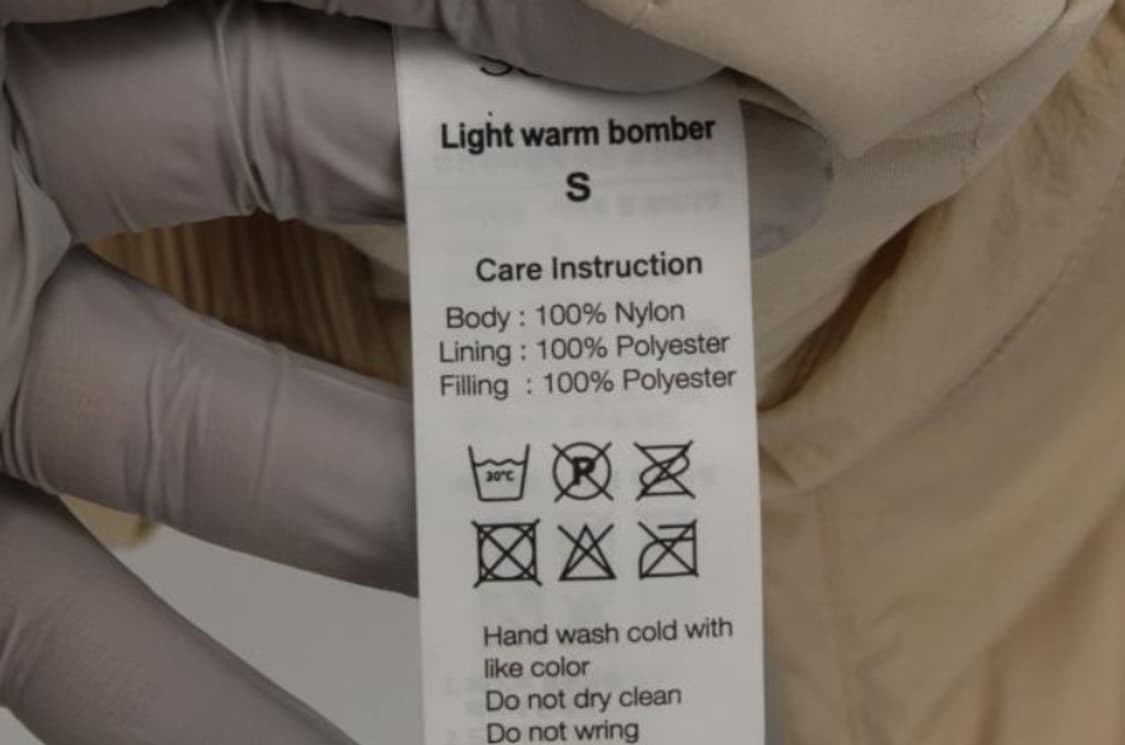 Light warm bomber
S
Care Instruction
Body : 100% Nylon
Lining : 100% Polyester
Filling : 100% Polyester
30°C P
Hand wash cold with
like color
Do not dry clean
Do not wring